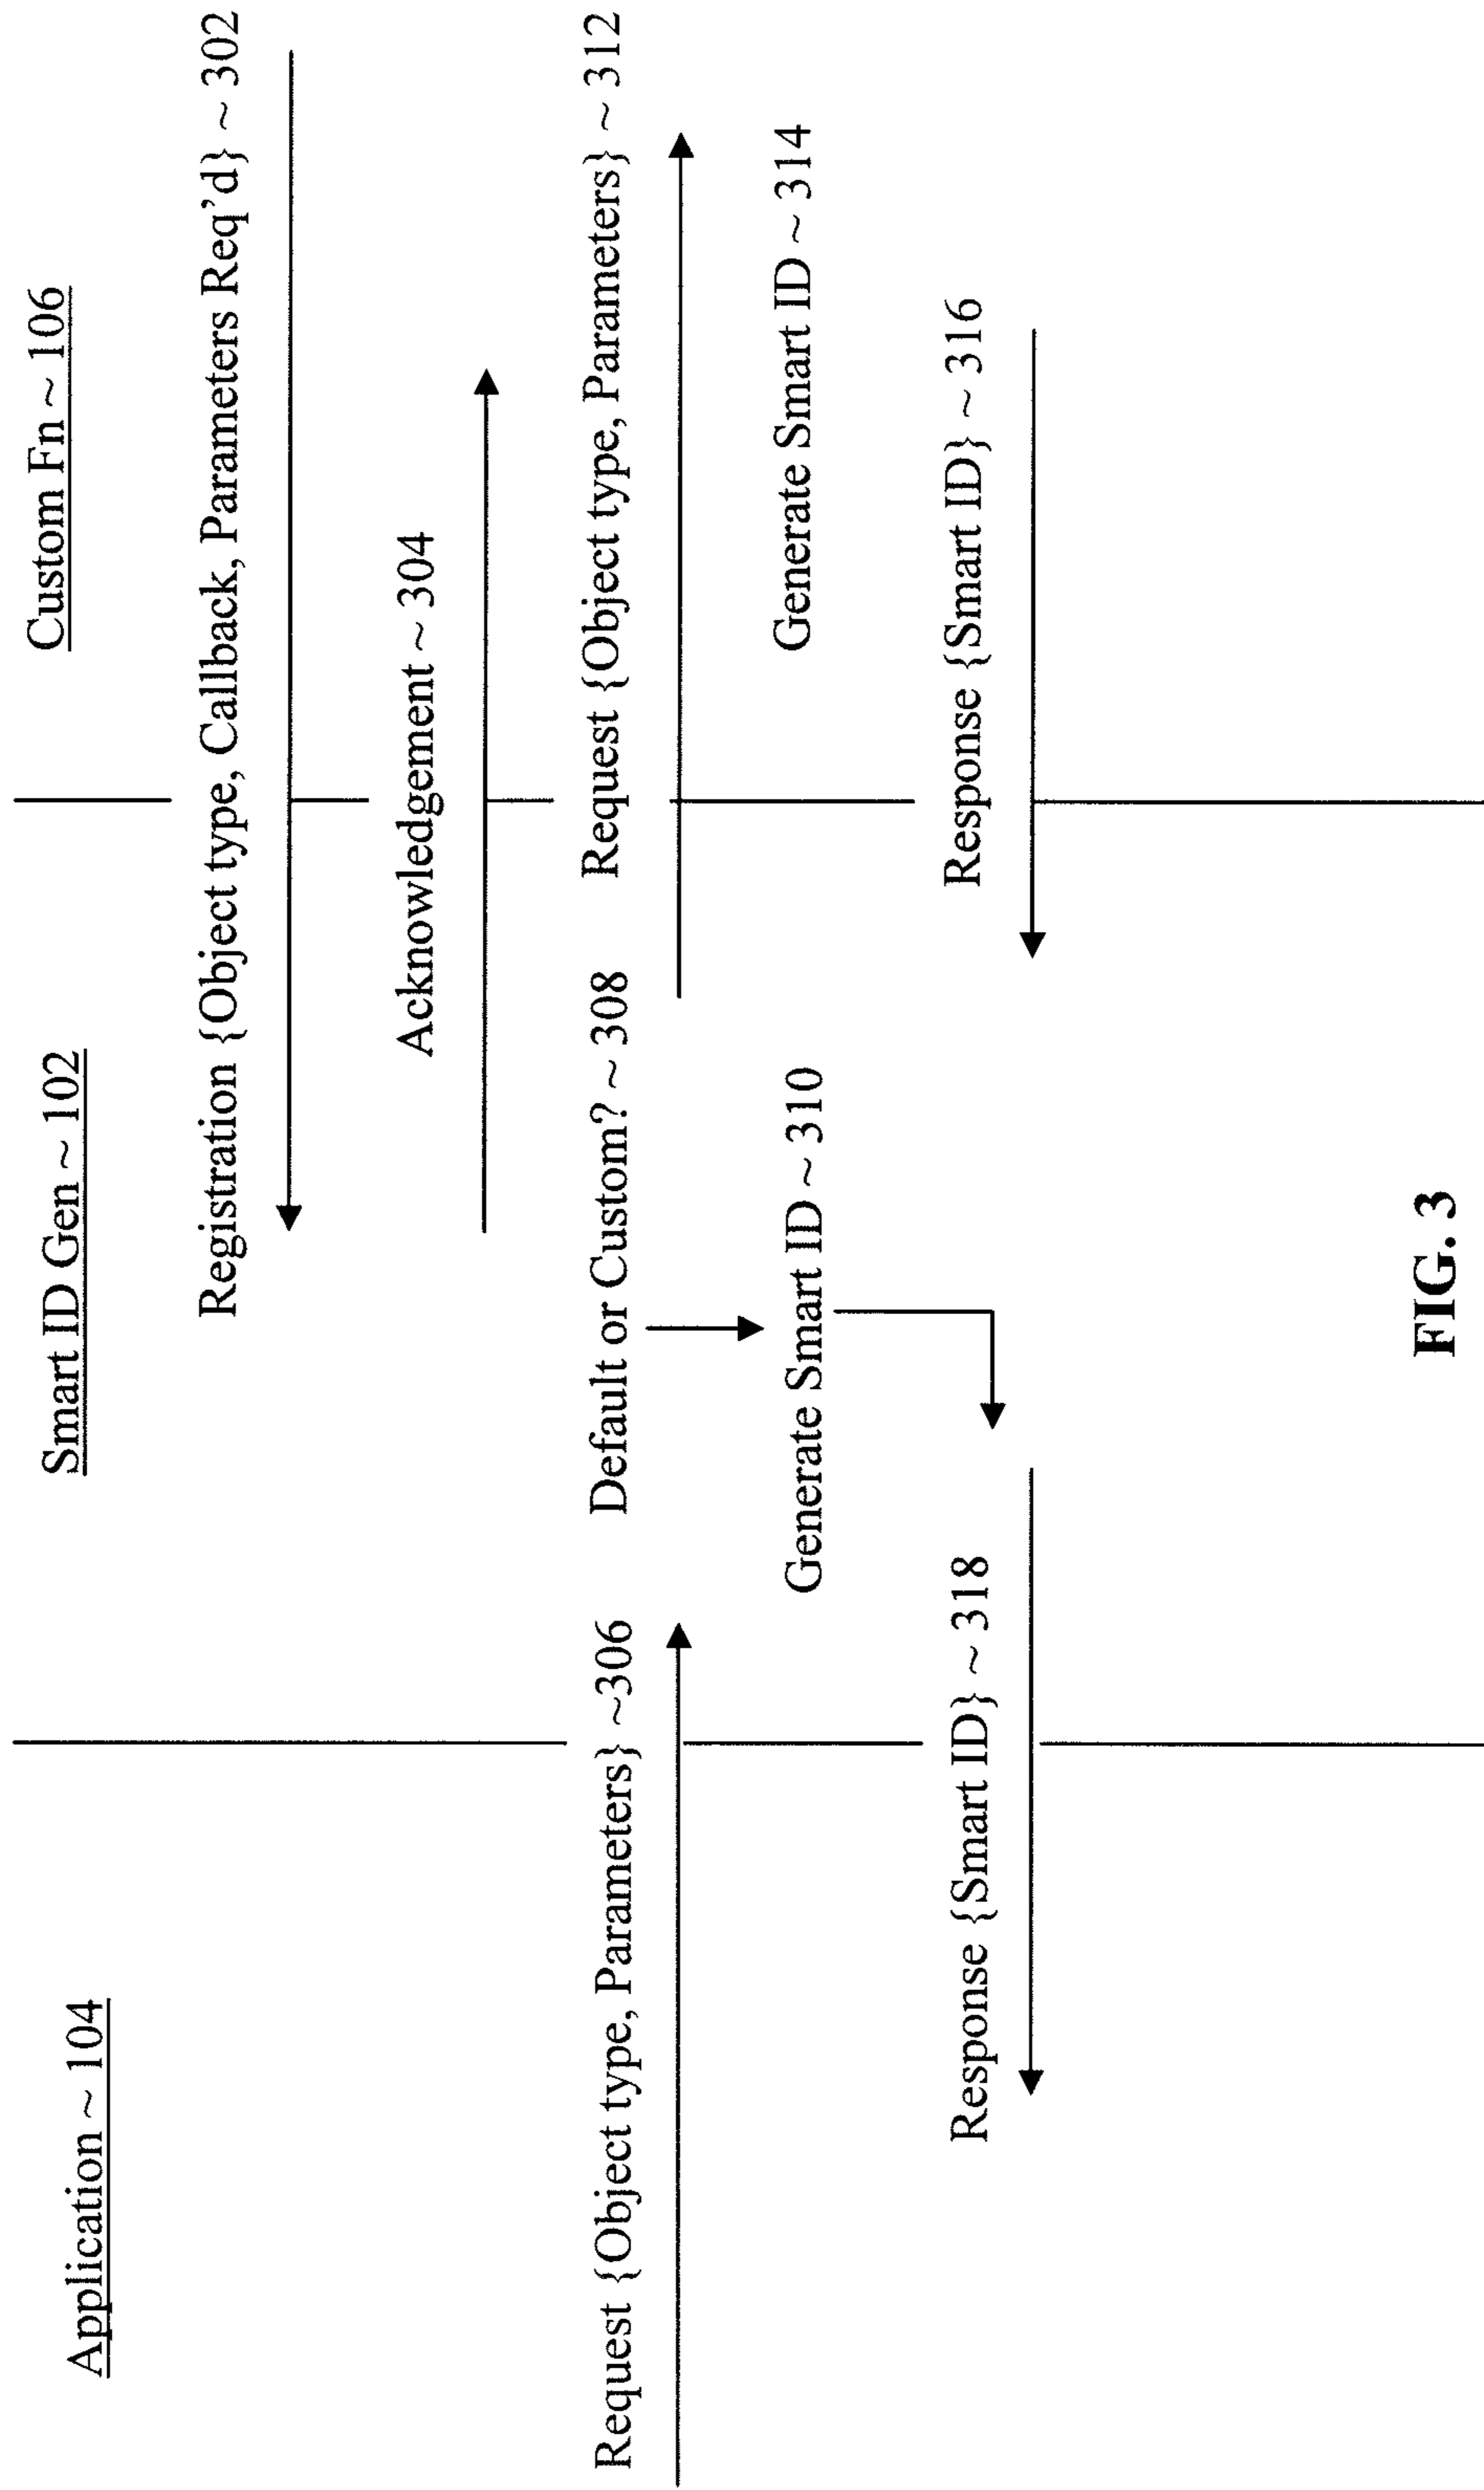 Application ~ 104
Smart ID Gen ~ 102
Custom Fn ~ 106
Registration {Object type, Callback, Parameters Req'd} ~ 302
Acknowledgement ~ 304
Request {Object type, Parameters} ~306
Default or Custom? ~ 308
Request {Object type, Parameters} ~ 312
Generate Smart ID ~ 310
Generate Smart ID ~ 314
Response {Smart ID} ~ 318
Response {Smart ID} ~ 316
FIG. 3